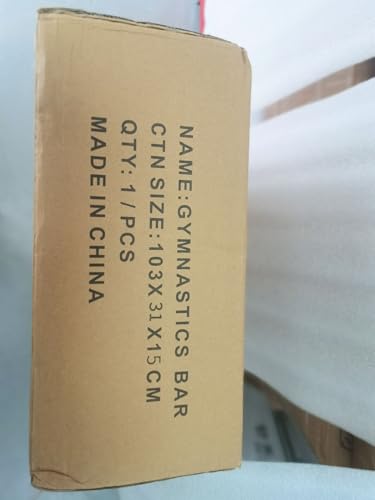 NAME:GYMNASTICS BAR
CTN SIZE:103X31X15CM
QTY: 1/PCS
MADE IN CHINA